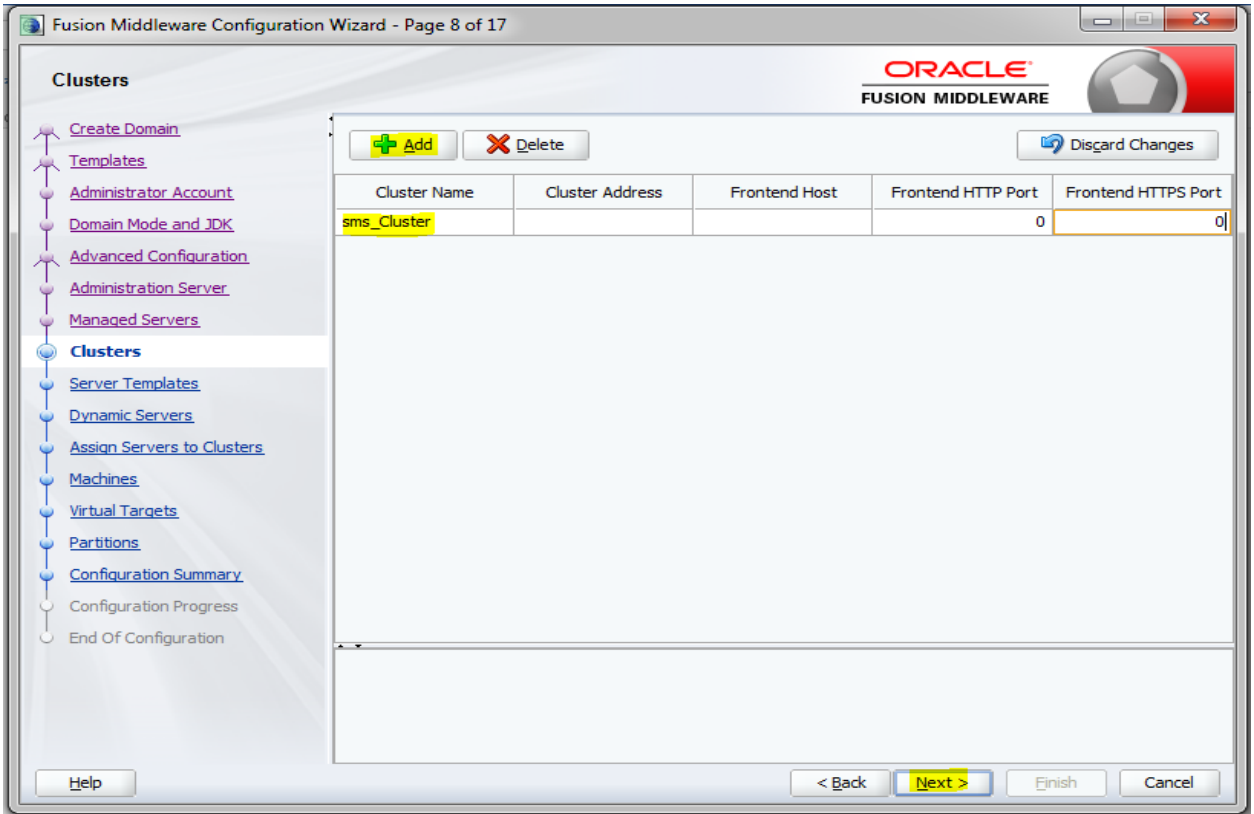 Fusion Middleware Configuration Wizard - Page 8 of 17
Clusters
ORACLE
FUSION MIDDLEWARE
Create Domain
Templates
Administrator Account
Domain Mode and JDK
Advanced Configuration
Administration Server
Managed Servers
Clusters
Server Templates
Dynamic Servers
Assign Servers to Clusters
Machines
Virtual Targets
Partitions
Configuration Summary
Configuration Progress
End Of Configuration
Add Delete Discard Changes
Cluster Name Cluster Address Frontend Host Frontend HTTP Port Frontend HTTPS Port
sms_Cluster 0 0
Help < Back Next > Finish Cancel